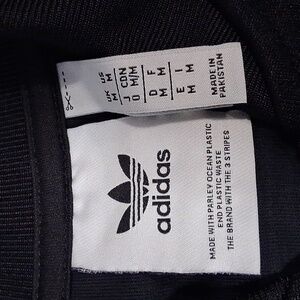 UK US
M M
J CDN
O M/M
D F
M M
E I
M M
MADE IN
PAKISTAN
adidas
MADE WITH PARLEY OCEAN PLASTIC
END PLASTIC WASTE
THE BRAND WITH THE 3 STRIPES